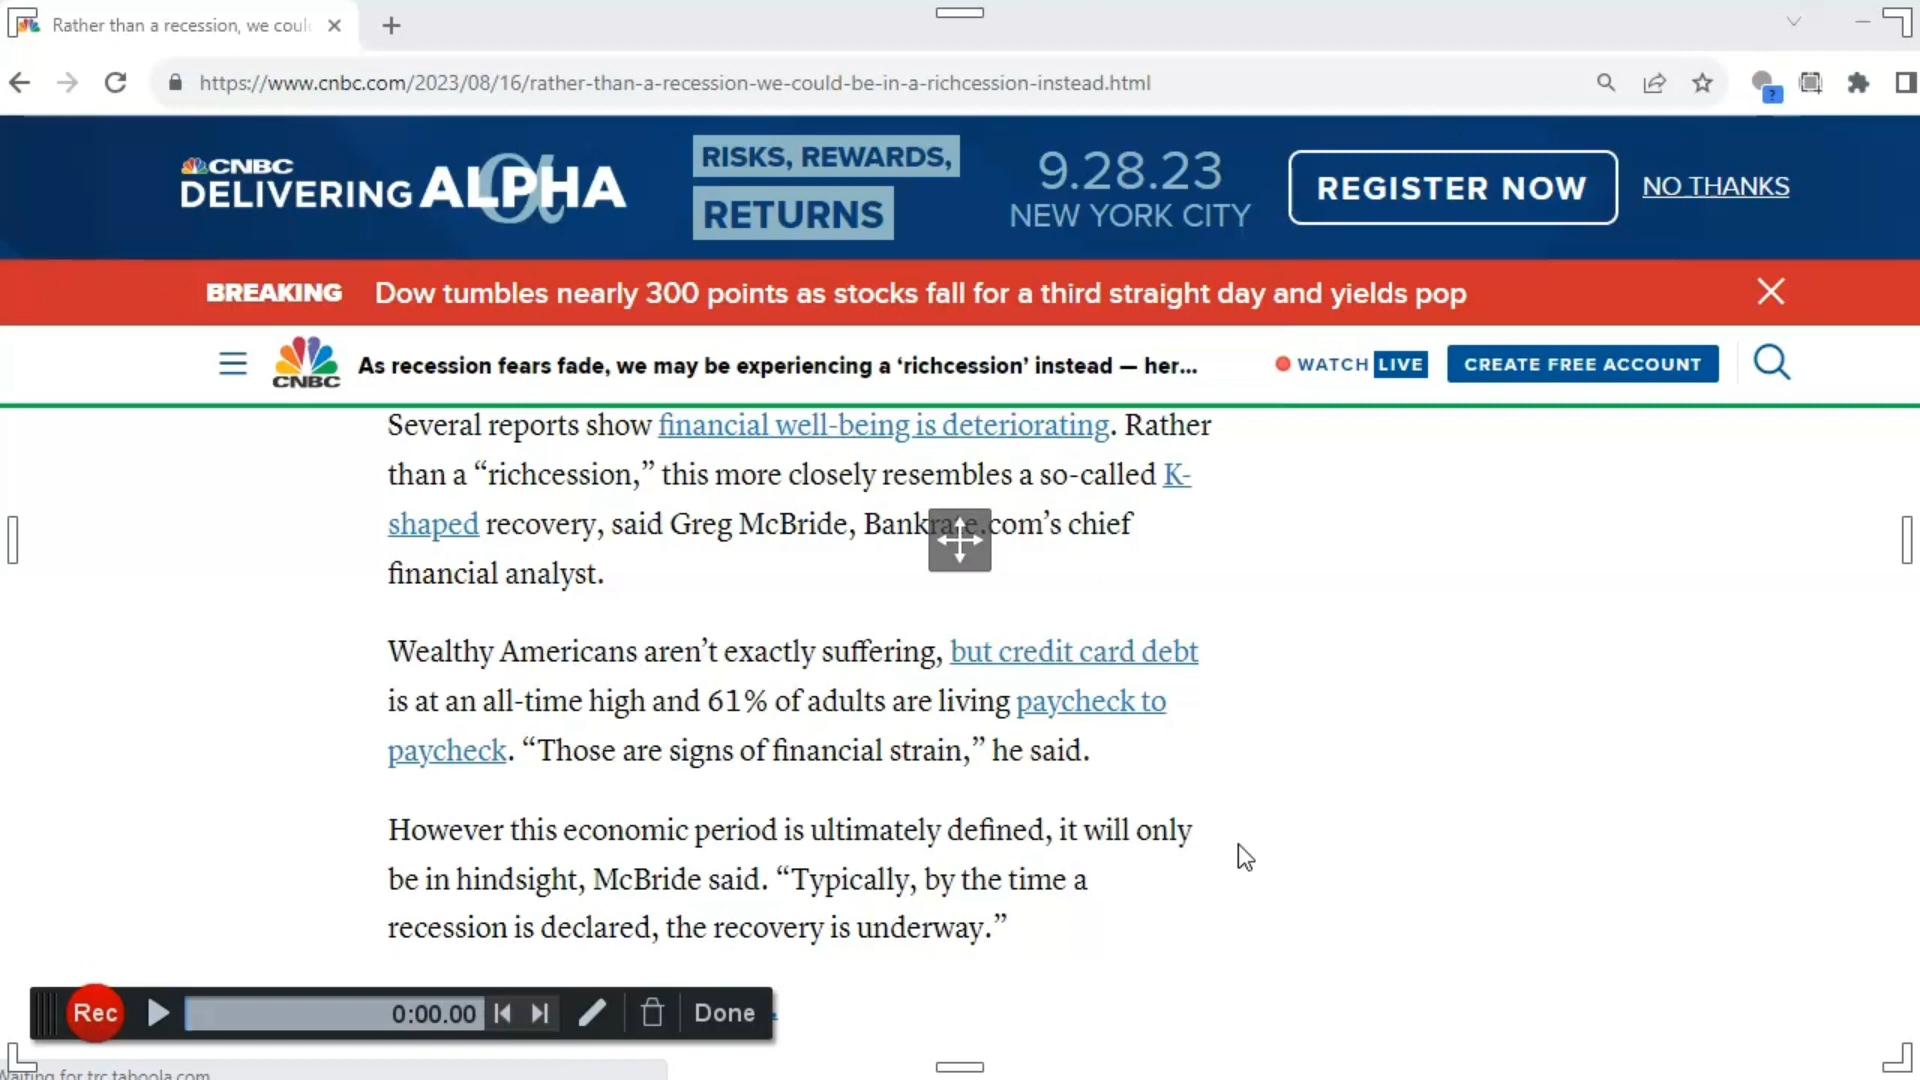 Rather than a recession, we coul
https://www.cnbc.com/2023/08/16/rather-than-a-recession-we-could-be-in-a-richcession-instead.html
CNBC
DELIVERING ALPHA
RISKS, REWARDS,
RETURNS
9.28.23
NEW YORK CITY
REGISTER NOW
NO THANKS
BREAKING Dow tumbles nearly 300 points as stocks fall for a third straight day and yields pop
CNBC
As recession fears fade, we may be experiencing a ‘richcession’ instead — her...
WATCH LIVE
CREATE FREE ACCOUNT
Several reports show financial well-being is deteriorating. Rather
than a “richcession,” this more closely resembles a so-called K-
shaped recovery, said Greg McBride, Bankrate.com’s chief
financial analyst.
Wealthy Americans aren’t exactly suffering, but credit card debt
is at an all-time high and 61% of adults are living paycheck to
paycheck. “Those are signs of financial strain,” he said.
However this economic period is ultimately defined, it will only
be in hindsight, McBride said. “Typically, by the time a
recession is declared, the recovery is underway.”
Rec
0:00.00
Done
Waiting for trc.taboola.com